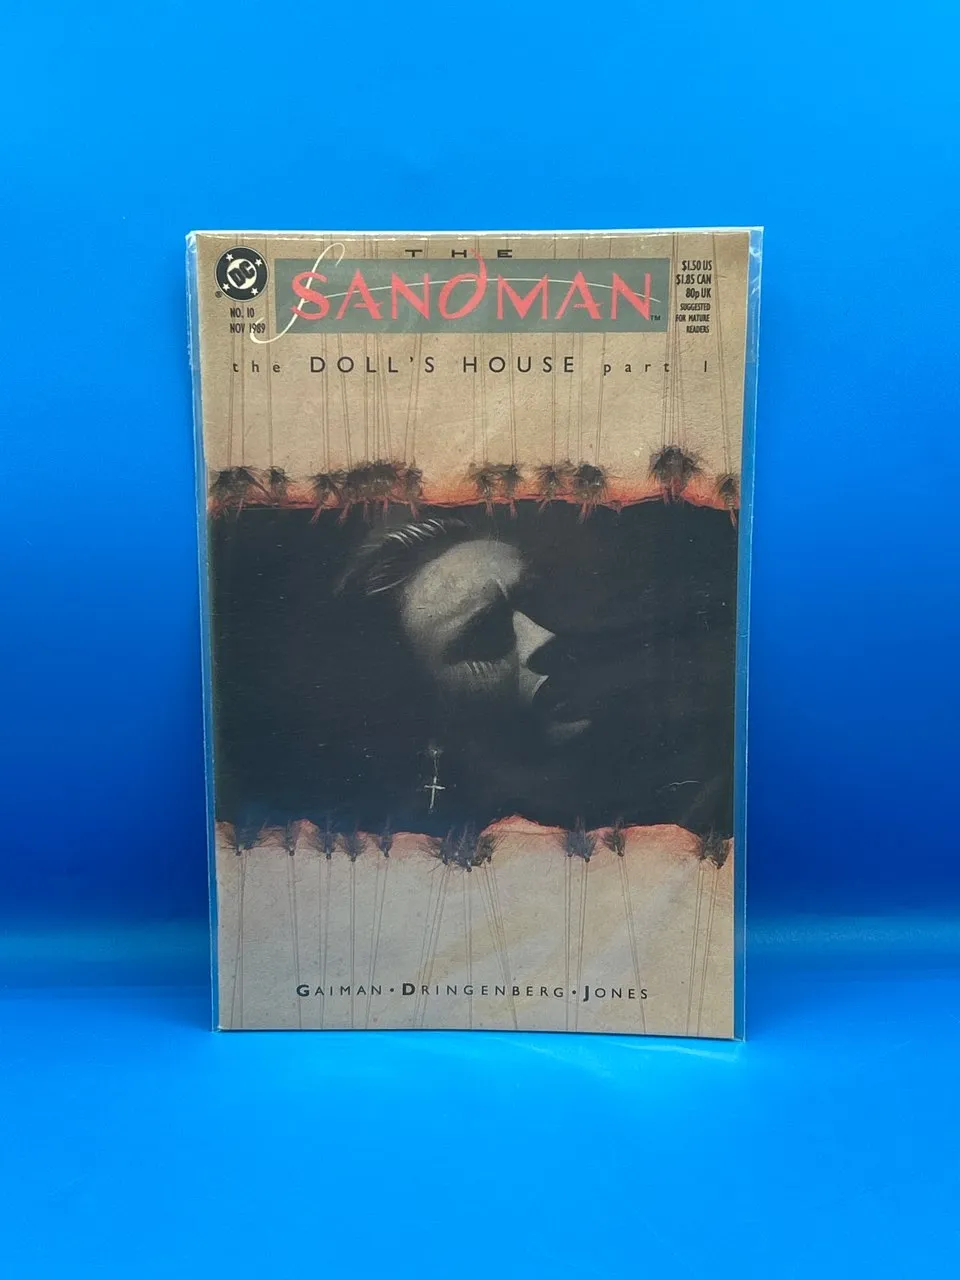 THE
SANDMAN™
DC
®
NO. 10
NOV 1989
$1.50 US
$1.85 CAN
80p UK
SUGGESTED
FOR MATURE
READERS
the DOLL'S HOUSE part 1
GAIMAN • DRINGENBERG • JONES